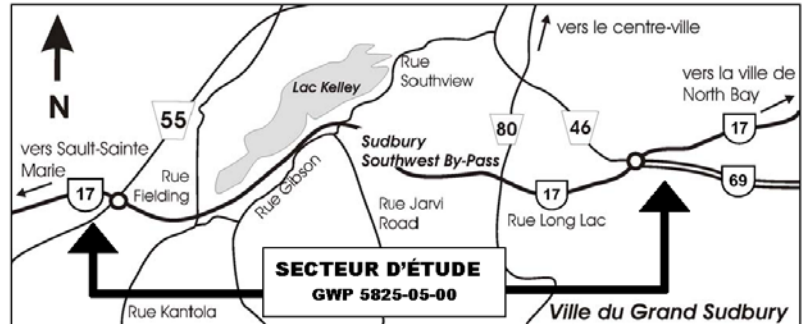 N
vers Sault-Sainte
Marie
17
55
Rue
Fielding
Lac Kelley
Rue
Southview
Rue Gibson
Sudbury
Southwest By-Pass
Rue Jarvi
Road
vers le centre-ville
80
46
17
Rue Long Lac
vers la ville de
North Bay
17
69
Rue Kantola
SECTEUR D'ÉTUDE
GWP 5825-05-00
Ville du Grand Sudbury